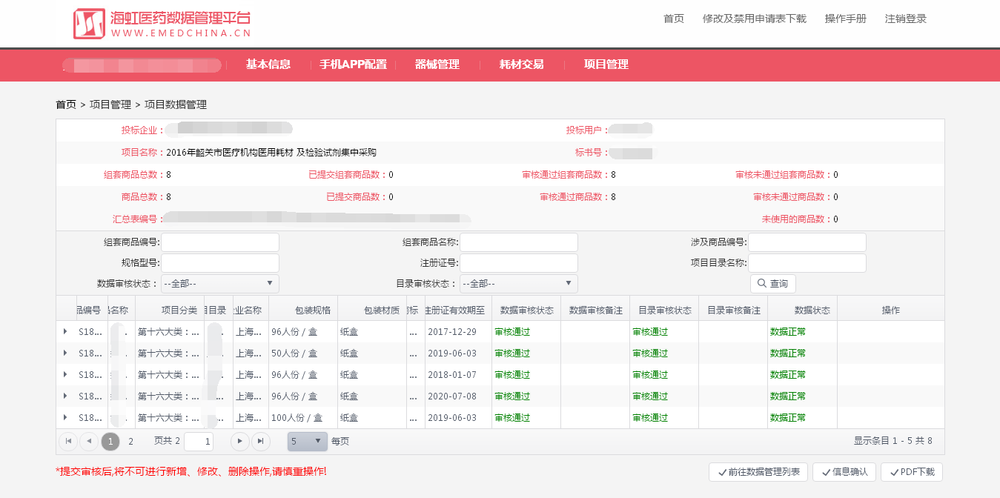 海虹医药数据管理平台
WWW.EMEDCHINA.CN
首页 修改及禁用申请表下载 操作手册 注销登录
基本信息 手机APP配置 器械管理 耗材交易 项目管理
首页 > 项目管理 > 项目数据管理
投标企业： 投标用户：
项目名称：2016年韶关市医疗机构医用耗材 及检验试剂集中采购 标书号：
组套商品总数：8 已提交组套商品数：0 审核通过组套商品数：8 审核未通过组套商品数：0
商品总数：8 已提交商品数：0 审核通过商品数：8 审核未通过商品数：0
汇总表编号： 未使用的商品数：0
组套商品编号: 组套商品名称: 涉及商品编号:
规格型号: 注册证号: 项目目录名称:
数据审核状态： --全部-- 目录审核状态： --全部-- 查询
品编号 名称 项目分类 目录 业名称 包装规格 包装材质 标 注册证有效期至 数据审核状态 数据审核备注 目录审核状态 目录审核备注 数据状态 操作
S18... 第十六大类：... 上海... 96人份 / 盒 纸盒 ... 2017-12-29 审核通过 审核通过 数据正常
S18... 第十六大类：... 上海... 50人份 / 盒 纸盒 ... 2019-06-03 审核通过 审核通过 数据正常
S18... 第十六大类：... 上海... 96人份 / 盒 纸盒 ... 2018-01-07 审核通过 审核通过 数据正常
S18... 第十六大类：... 上海... 96人份 / 盒 纸盒 ... 2020-07-08 审核通过 审核通过 数据正常
S18... 第十六大类：... 上海... 100人份 / 盒 纸盒 ... 2019-06-03 审核通过 审核通过 数据正常
1 2 页共 2 1 5 每页 显示条目 1 - 5 共 8
*提交审核后,将不可进行新增、修改、删除操作,请慎重操作! 前往数据管理列表 信息确认 PDF下载